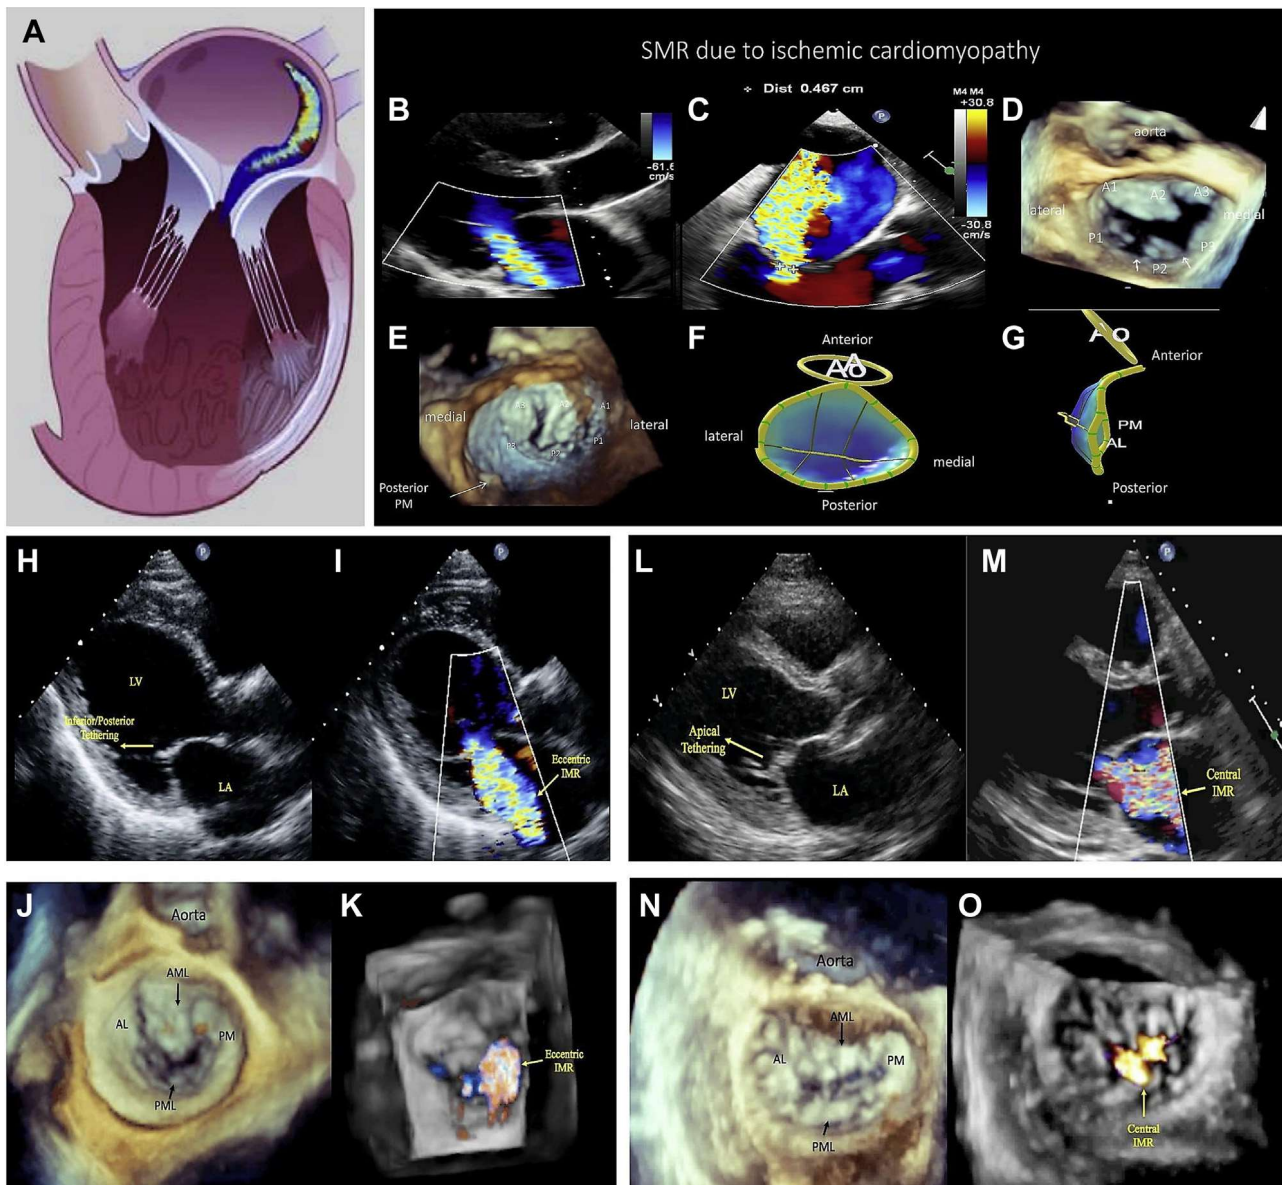 A
SMR due to ischemic cardiomyopathy
B
C
Dist 0.467 cm
P
M4 M4
+30.8
-30.8
cm/s
cm/s
D
aorta
A1
A2
A3
lateral
medial
P1
P3
P2
E
medial
A2
A1
lateral
P3
P2
P1
Posterior
PM
F
Anterior
Ao
lateral
medial
Posterior
G
AO
Anterior
PM
AL
Posterior
H
P
LV
Inferior/Posterior
Tethering
LA
I
P
Eccentric
IMR
L
LV
Apical
Tethering
LA
M
P
Central
IMR
J
Aorta
AML
AL
PM
PML
K
Eccentric
IMR
N
Aorta
AML
AL
PM
PML
O
Central
IMR